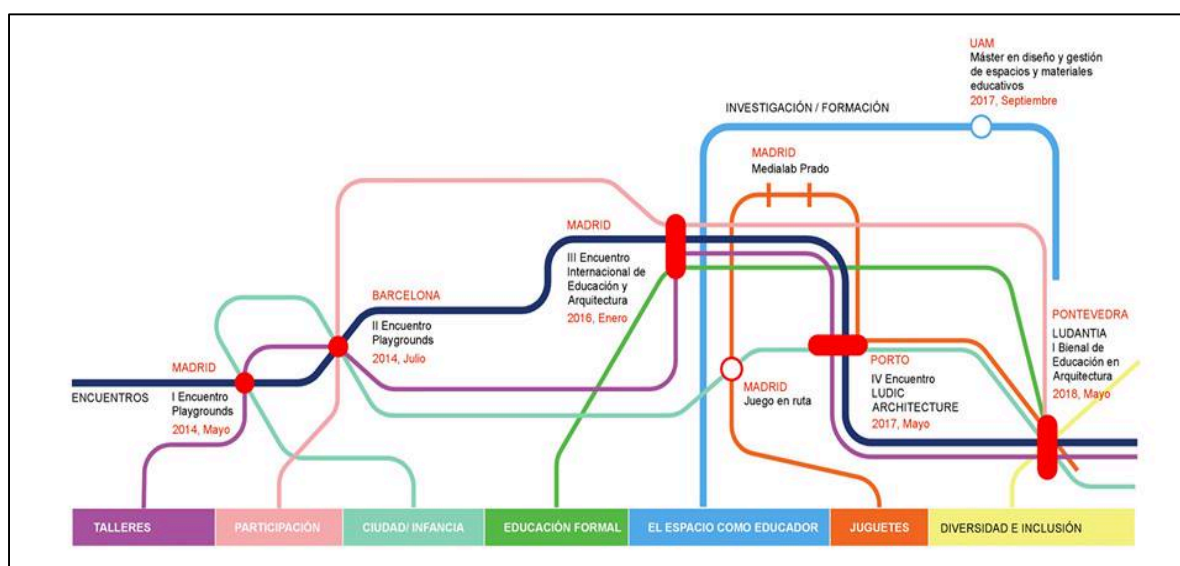 UAM
Máster en diseño y gestión
de espacios y materiales
educativos
2017, Septiembre
INVESTIGACIÓN / FORMACIÓN
MADRID
Medialab Prado
MADRID
III Encuentro
Internacional de
Educación y
Arquitectura
2016, Enero
BARCELONA
II Encuentro
Playgrounds
2014, Julio
MADRID
I Encuentro
Playgrounds
2014, Mayo
ENCUENTROS
MADRID
Juego en ruta
PORTO
IV Encuentro
LUDIC
ARCHITECTURE
2017, Mayo
PONTEVEDRA
LUDANTIA
I Bienal de
Educación en
Arquitectura
2018, Mayo
TALLERES
PARTICIPACIÓN
CIUDAD/ INFANCIA
EDUCACIÓN FORMAL
EL ESPACIO COMO EDUCADOR
JUGUETES
DIVERSIDAD E INCLUSIÓN